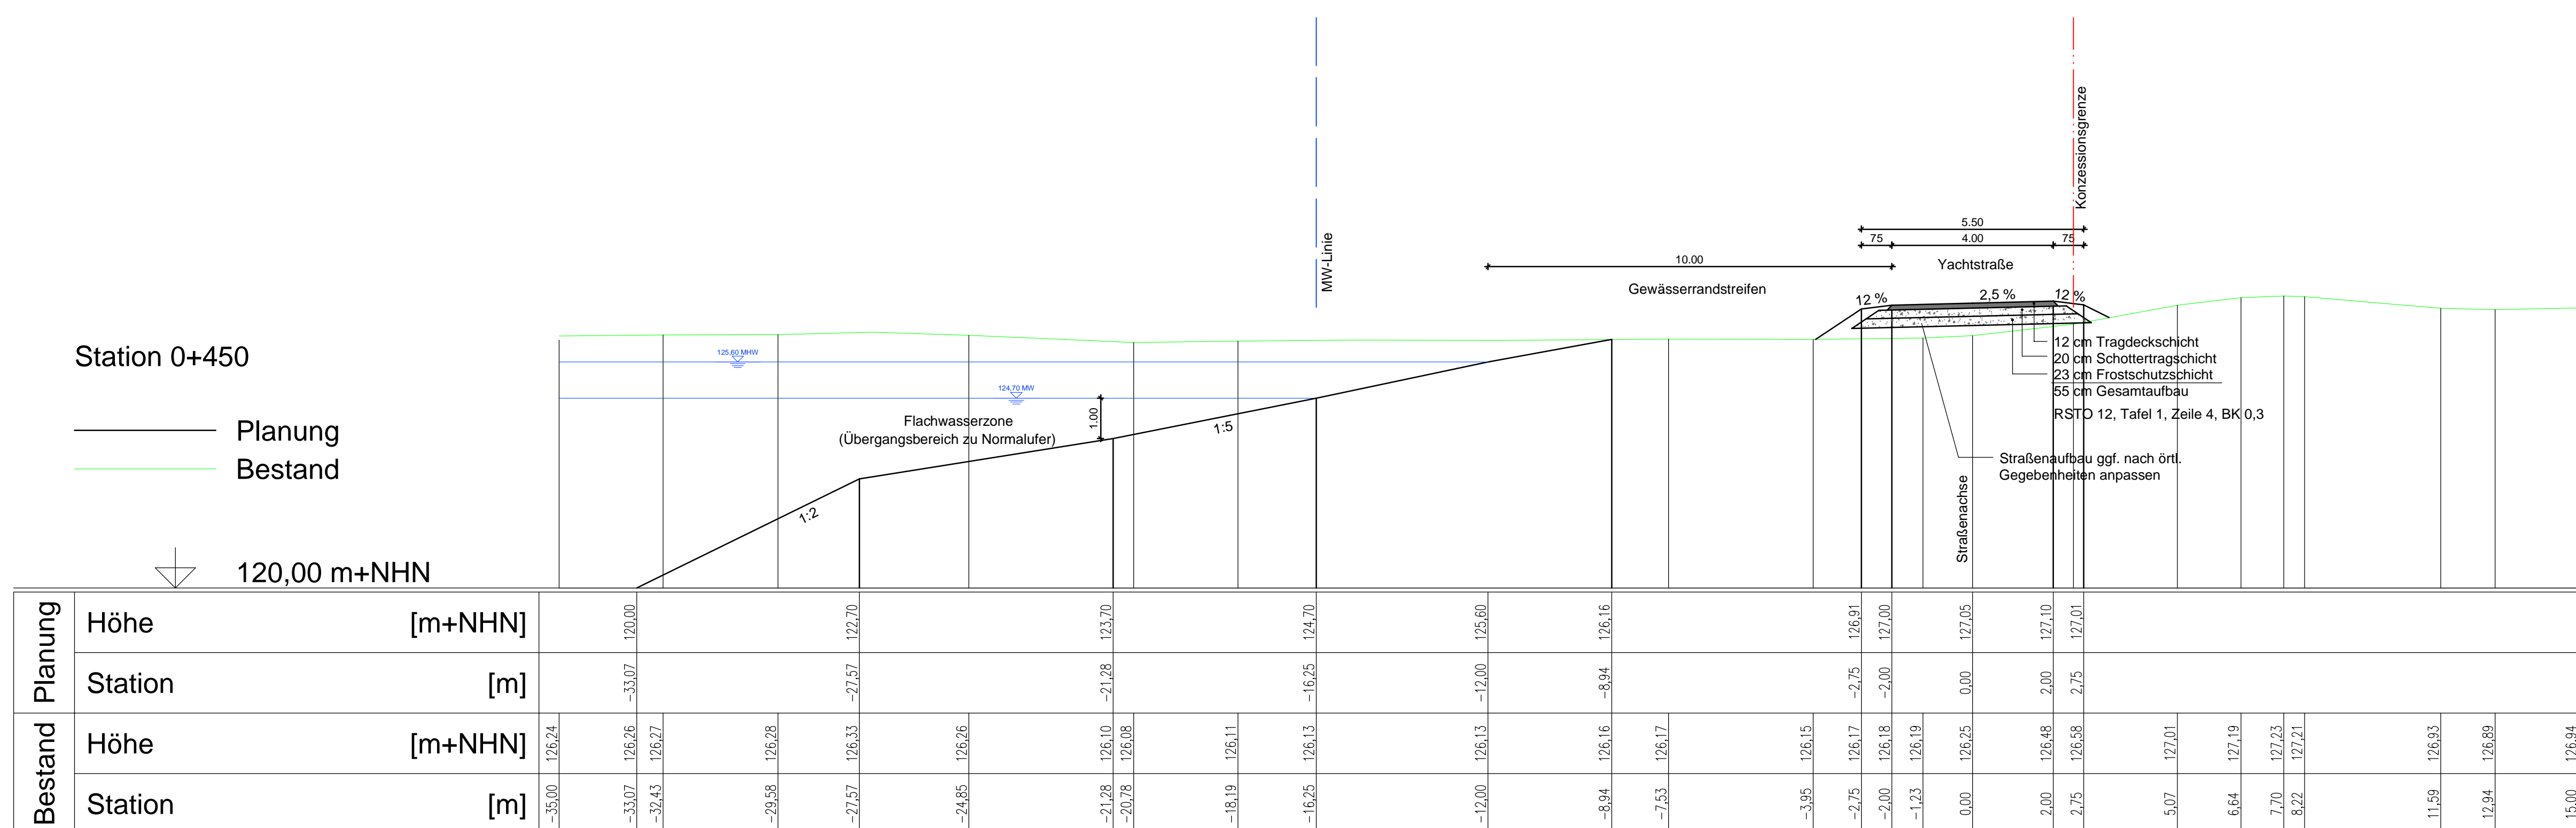 MW-Linie
Konzessionsgrenze
5.50
75
4.00
75
10.00
Yachtstraße
Gewässerrandstreifen
12 %
2,5 %
12 %
Station 0+450
125,60 MHW
124,70 MW
12 cm Tragdeckschicht
20 cm Schottertragschicht
23 cm Frostschutzschicht
55 cm Gesamtaufbau
RSTO 12, Tafel 1, Zeile 4, BK 0,3
Flachwasserzone
(Übergangsbereich zu Normalufer)
1.00
1:5
Planung
Bestand
Straßenaufbau ggf. nach örtl.
Gegebenheiten anpassen
Straßenachse
1:2
120,00 m+NHN
Planung
Höhe [m+NHN] 120,00 122,70 123,70 124,70 125,60 126,16 126,91 127,00 127,05 127,10 127,01
Station [m] −33,07 −27,57 −21,28 −16,25 −12,00 −8,94 −2,75 −2,00 0,00 2,00 2,75
Bestand
Höhe [m+NHN] 126,24 126,26 126,27 126,28 126,33 126,26 126,10 126,08 126,11 126,13 126,13 126,16 126,17 126,15 126,17 126,18 126,19 126,25 126,48 126,58 127,01 127,19 127,23 127,21 126,93 126,89 126,94
Station [m] −35,00 −33,07 −32,43 −29,58 −27,57 −24,85 −21,28 −20,78 −18,19 −16,25 −12,00 −8,94 −7,53 −3,95 −2,75 −2,00 −1,23 0,00 2,00 2,75 5,07 6,64 7,70 8,22 11,59 12,94 15,00